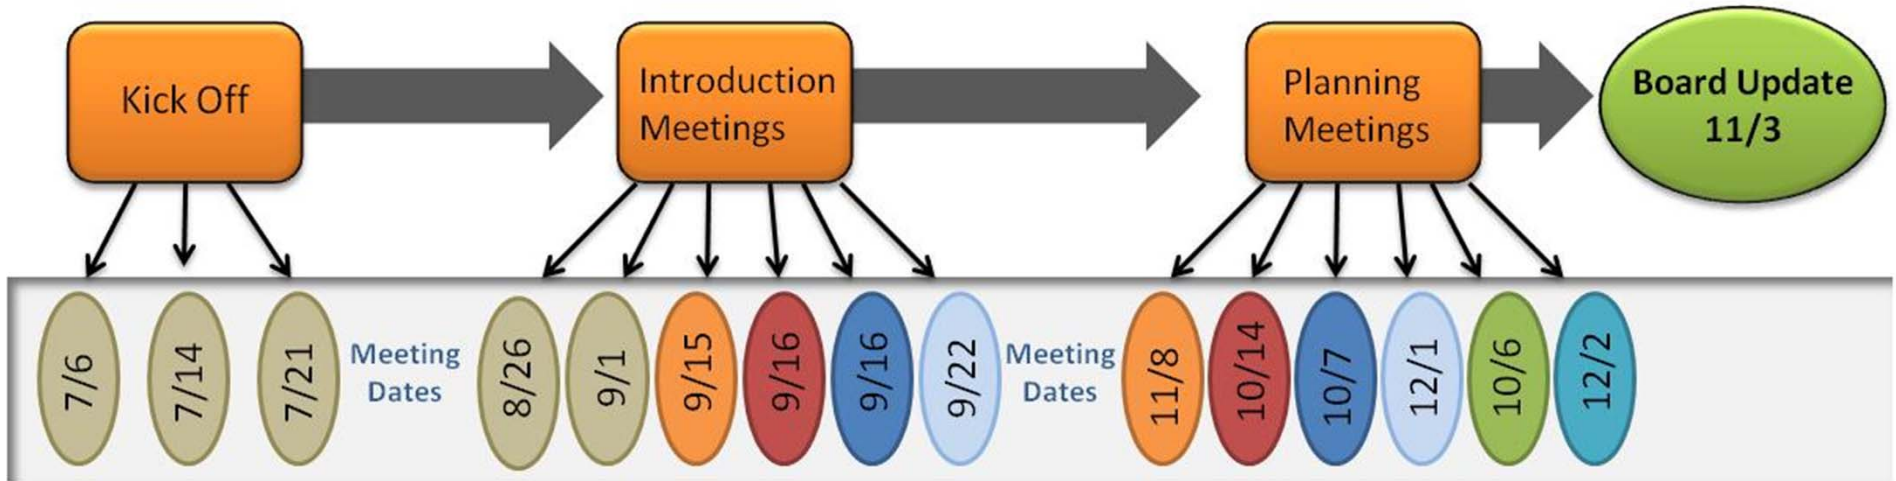 Kick Off
Introduction
Meetings
Planning
Meetings
Board Update
11/3
7/6
7/14
7/21
Meeting
Dates
8/26
9/1
9/15
9/16
9/16
9/22
Meeting
Dates
11/8
10/14
10/7
12/1
10/6
12/2